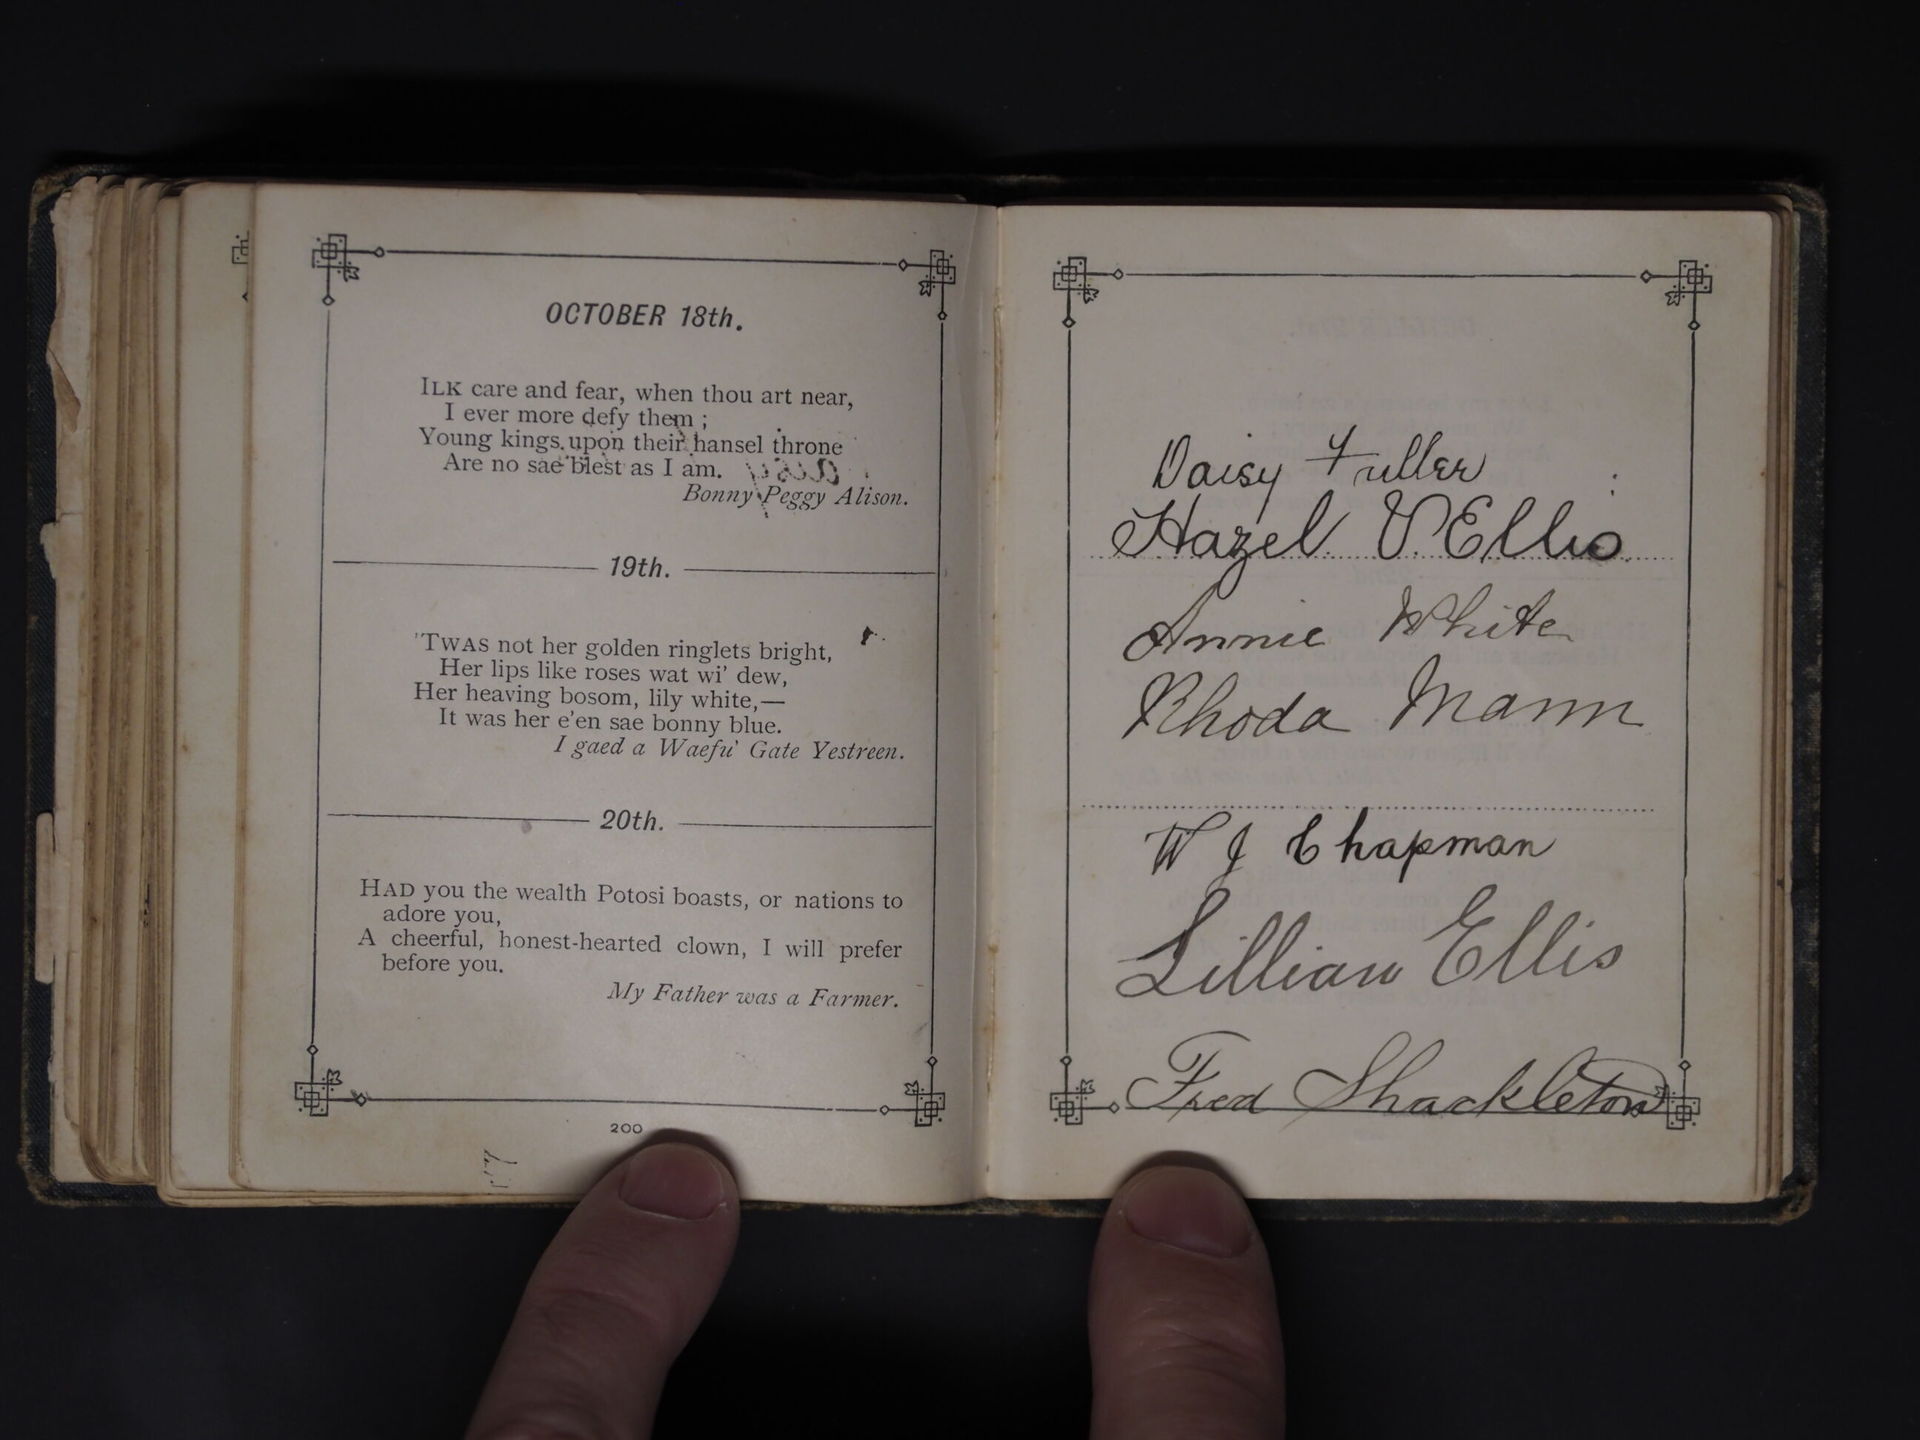 OCTOBER 18th.
ILK care and fear, when thou art near,
I ever more defy them ;
Young kings upon their hansel throne
Are no sae blest as I am.
Bonny Peggy Alison.
19th.
'TWAS not her golden ringlets bright,
Her lips like roses wat wi' dew,
Her heaving bosom, lily white,—
It was her e'en sae bonny blue.
I gaed a Waefu' Gate Yestreen.
20th.
HAD you the wealth Potosi boasts, or nations to
adore you,
A cheerful, honest-hearted clown, I will prefer
before you.
My Father was a Farmer.
200
Daisy Fuller
Hazel V. Ellis
Annie White
Rhoda Mann
W J Chapman
Lillian Ellis
Fred Shackleton